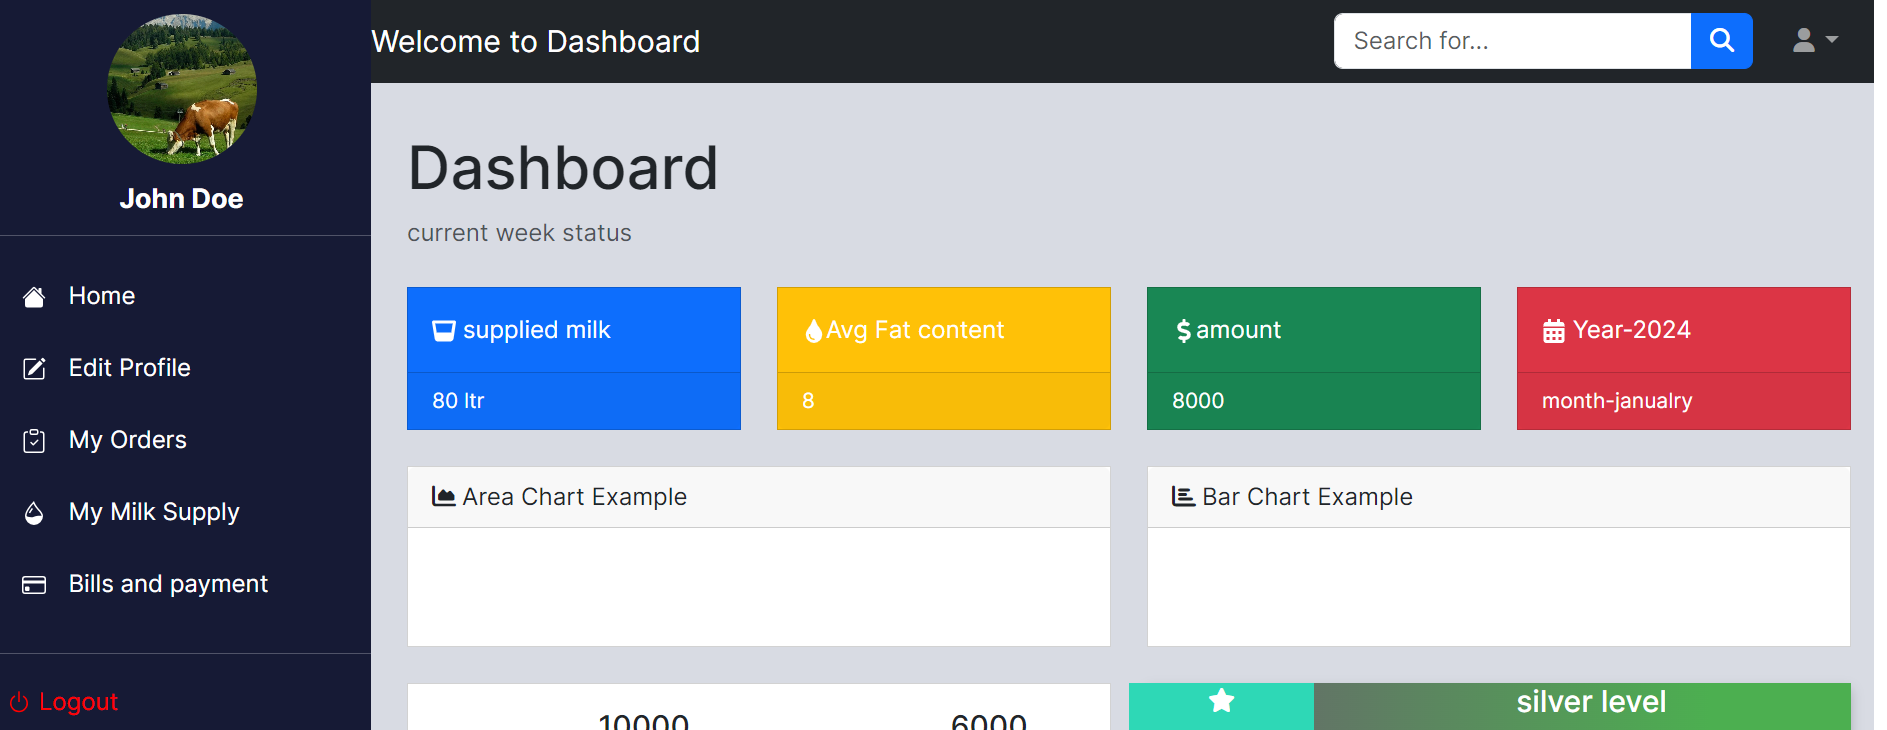 John Doe
Home
Edit Profile
My Orders
My Milk Supply
Bills and payment
Logout
Welcome to Dashboard
Search for...
Dashboard
current week status
supplied milk
80 ltr
Avg Fat content
8
amount
8000
Year-2024
month-janualry
Area Chart Example
Bar Chart Example
10000
6000
silver level